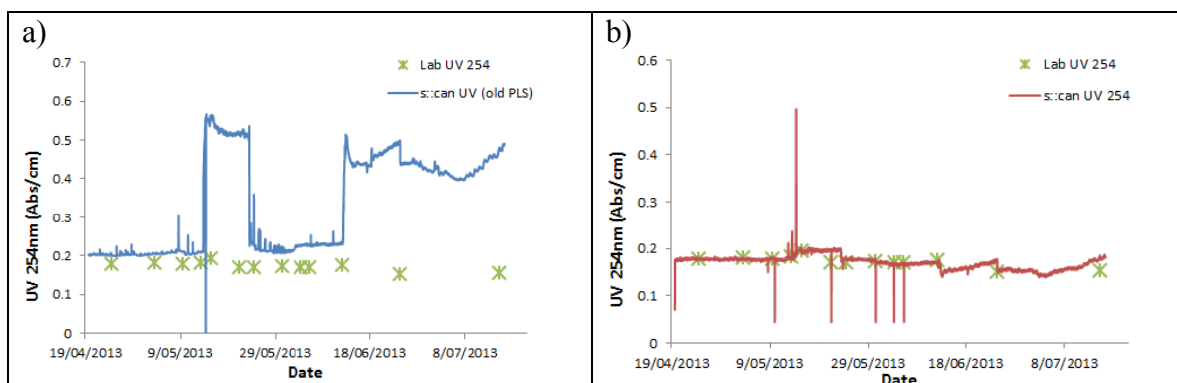 a)
Lab UV 254
s::can UV (old PLS)
0.7
0.6
0.5
0.4
0.3
0.2
0.1
0
UV 254nm (Abs/cm)
19/04/2013 9/05/2013 29/05/2013 18/06/2013 8/07/2013
Date
b)
Lab UV 254
s::can UV 254
0.6
0.5
0.4
0.3
0.2
0.1
0
UV 254nm (Abs/cm)
19/04/2013 9/05/2013 29/05/2013 18/06/2013 8/07/2013
Date